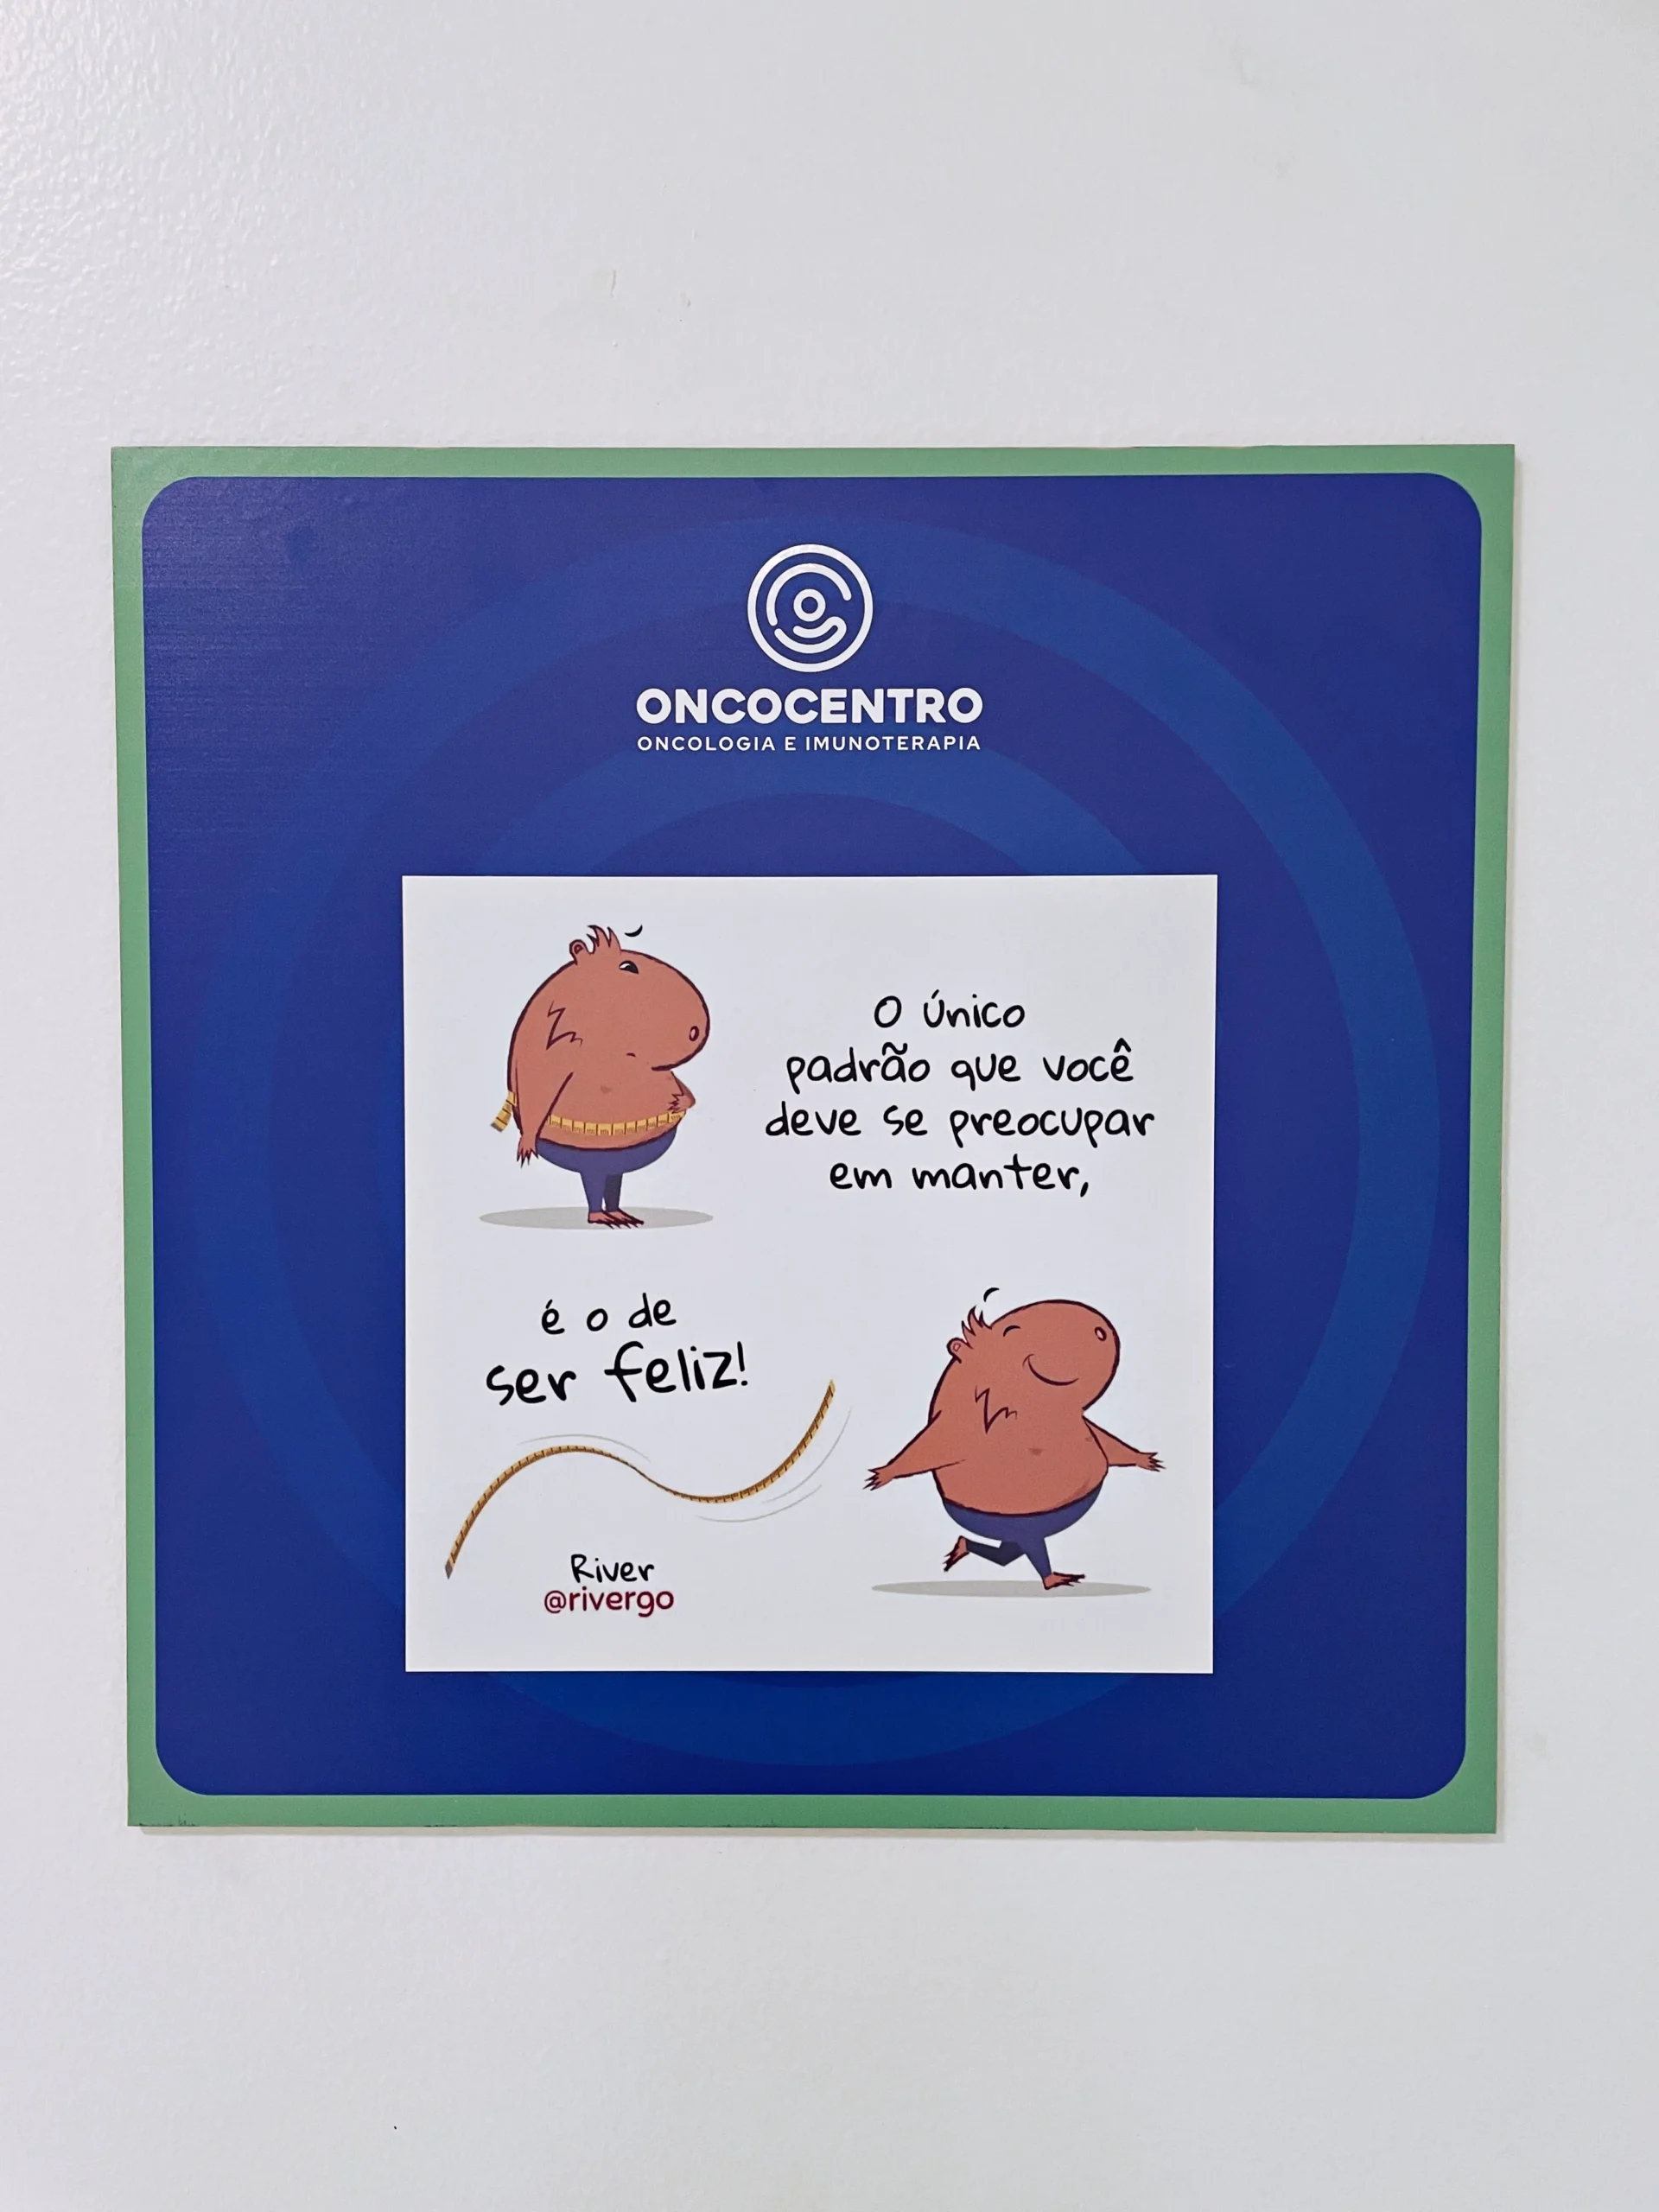 ONCOCENTRO
ONCOLOGIA E IMUNOTERAPIA
O único
padrão que você
deve se preocupar
em manter,
é o de
ser feliz!
River
@rivergo